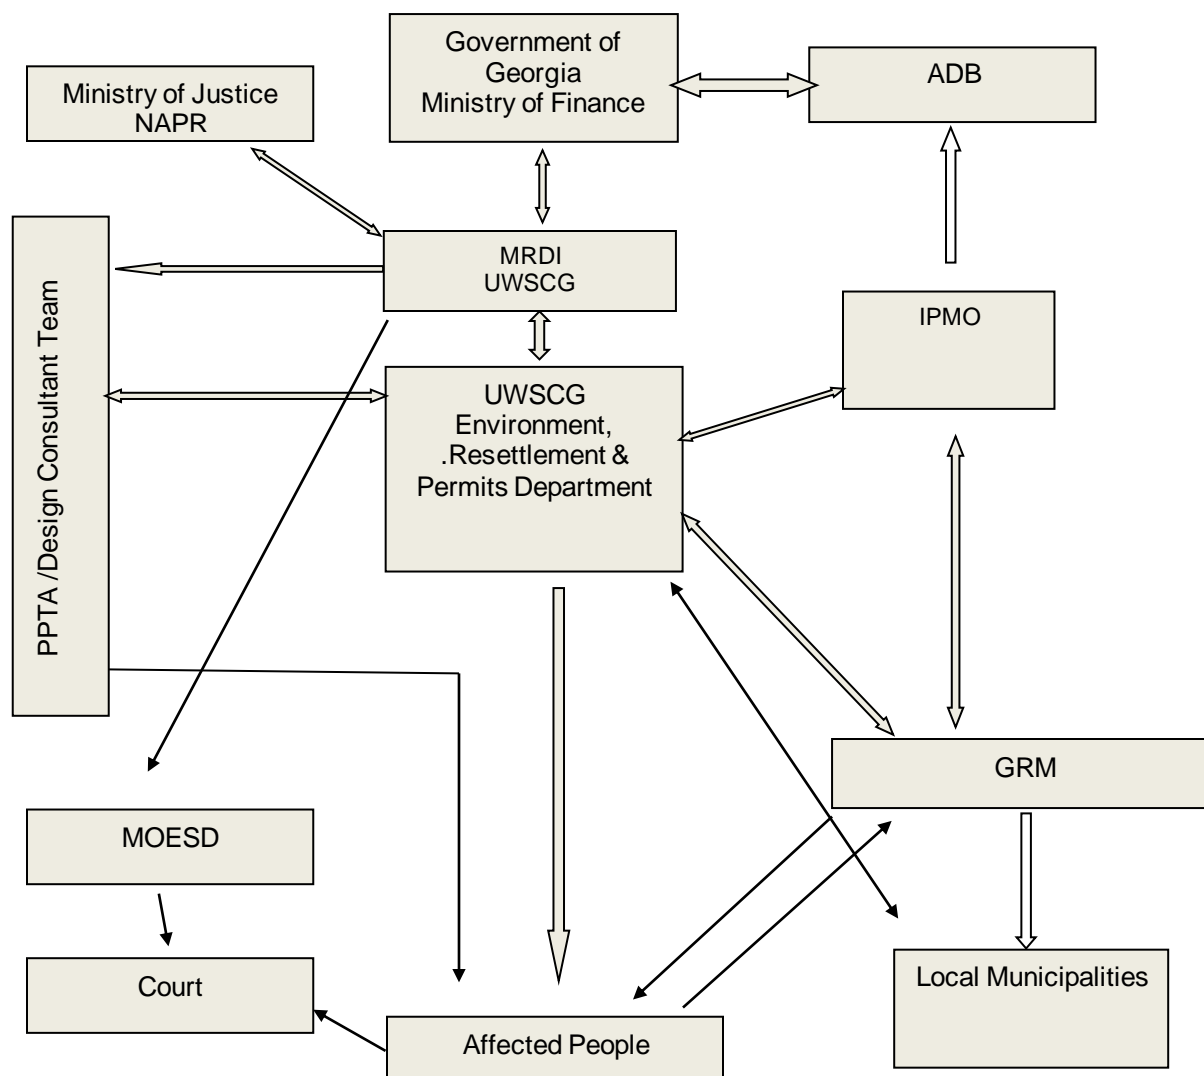 Government of
Georgia
Ministry of Finance
ADB
Ministry of Justice
NAPR
MRDI
UWSCG
PPTA /Design Consultant Team
IPMO
UWSCG
Environment,
.Resettlement &
Permits Department
GRM
MOESD
Court
Local Municipalities
Affected People